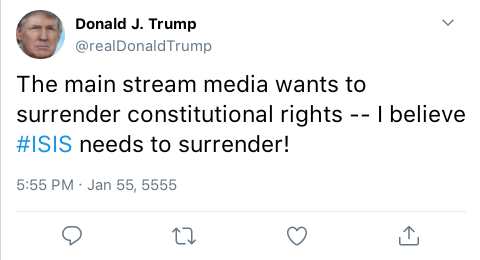 Donald J. Trump
@realDonaldTrump
The main stream media wants to
surrender constitutional rights -- I believe
#ISIS needs to surrender!
5:55 PM · Jan 55, 5555